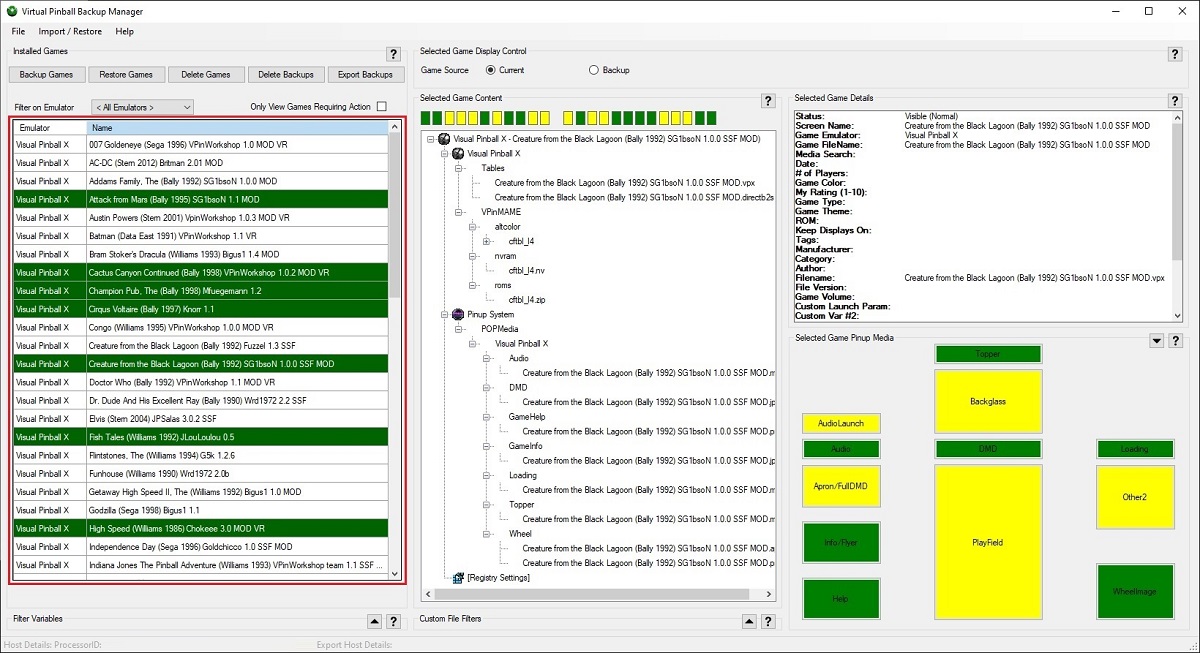 Virtual Pinball Backup Manager
File Import / Restore Help
Installed Games
?
Backup Games Restore Games Delete Games Delete Backups Export Backups
Filter on Emulator < All Emulators > Only View Games Requiring Action
Emulator Name
Visual Pinball X 007 Goldeneye (Sega 1996) VPinWorkshop 1.0 MOD VR
Visual Pinball X AC-DC (Stern 2012) Britman 2.01 MOD
Visual Pinball X Addams Family, The (Bally 1992) SG1bsoN 1.0.0 MOD
Visual Pinball X Attack from Mars (Bally 1995) SG1bsoN 1.1 MOD
Visual Pinball X Austin Powers (Stern 2001) VpinWorkshop 1.0.3 MOD VR
Visual Pinball X Batman (Data East 1991) VPinWorkshop 1.1 VR
Visual Pinball X Bram Stoker's Dracula (Williams 1993) Bigus1 1.4 MOD
Visual Pinball X Cactus Canyon Continued (Bally 1998) VPinWorkshop 1.0.2 MOD VR
Visual Pinball X Champion Pub, The (Bally 1998) Mfuegemann 1.2
Visual Pinball X Cirqus Voltaire (Bally 1997) Knorr 1.1
Visual Pinball X Congo (Williams 1995) VPinWorkshop 1.0.0 MOD VR
Visual Pinball X Creature from the Black Lagoon (Bally 1992) Fuzzel 1.3 SSF
Visual Pinball X Creature from the Black Lagoon (Bally 1992) SG1bsoN 1.0.0 SSF MOD
Visual Pinball X Doctor Who (Bally 1992) VPinWorkshop 1.1 MOD VR
Visual Pinball X Dr. Dude And His Excellent Ray (Bally 1990) Wrd1972 2.2 SSF
Visual Pinball X Elvis (Stern 2004) JPSalas 3.0.2 SSF
Visual Pinball X Fish Tales (Williams 1992) JLouLoulou 0.5
Visual Pinball X Flintstones, The (Williams 1994) G5k 1.2.6
Visual Pinball X Funhouse (Williams 1990) Wrd1972 2.0b
Visual Pinball X Getaway High Speed II, The (Williams 1992) Bigus1 1.0 MOD
Visual Pinball X Godzilla (Sega 1998) Bigus1 1.1
Visual Pinball X High Speed (Williams 1986) Chokeee 3.0 MOD VR
Visual Pinball X Independence Day (Sega 1996) Goldchicco 1.0 SSF MOD
Visual Pinball X Indiana Jones The Pinball Adventure (Williams 1993) VPinWorkshop team 1.1 SSF ...
Filter Variables
?
Selected Game Display Control
?
Game Source Current Backup
Selected Game Content
?
Visual Pinball X - Creature from the Black Lagoon (Bally 1992) SG1bsoN 1.0.0 SSF MOD)
Visual Pinball X
Tables
Creature from the Black Lagoon (Bally 1992) SG1bsoN 1.0.0 SSF MOD.vpx
Creature from the Black Lagoon (Bally 1992) SG1bsoN 1.0.0 SSF MOD.directb2s
VPinMAME
altcolor
cftbl_l4
nvram
cftbl_l4.nv
roms
cftbl_l4.zip
Pinup System
POPMedia
Visual Pinball X
Audio
Creature from the Black Lagoon (Bally 1992) SG1bsoN 1.0.0 SSF MOD.m
DMD
Creature from the Black Lagoon (Bally 1992) SG1bsoN 1.0.0 SSF MOD.jp
GameHelp
Creature from the Black Lagoon (Bally 1992) SG1bsoN 1.0.0 SSF MOD.p
GameInfo
Creature from the Black Lagoon (Bally 1992) SG1bsoN 1.0.0 SSF MOD.jp
Loading
Creature from the Black Lagoon (Bally 1992) SG1bsoN 1.0.0 SSF MOD.m
Topper
Creature from the Black Lagoon (Bally 1992) SG1bsoN 1.0.0 SSF MOD.m
Wheel
Creature from the Black Lagoon (Bally 1992) SG1bsoN 1.0.0 SSF MOD.a
Creature from the Black Lagoon (Bally 1992) SG1bsoN 1.0.0 SSF MOD.p
[Registry Settings]
Custom File Filters
?
Selected Game Details
?
Status: Visible (Normal)
Screen Name: Creature from the Black Lagoon (Bally 1992) SG1bsoN 1.0.0 SSF MOD
Game Emulator: Visual Pinball X
Game FileName: Creature from the Black Lagoon (Bally 1992) SG1bsoN 1.0.0 SSF MOD
Media Search:
Date:
# of Players:
Game Color:
My Rating (1-10):
Game Type:
Game Theme:
ROM:
Keep Displays On:
Tags:
Manufacturer:
Category:
Author:
Filename: Creature from the Black Lagoon (Bally 1992) SG1bsoN 1.0.0 SSF MOD.vpx
File Version:
Game Volume:
Custom Launch Param:
Custom Var #2:
Selected Game Pinup Media
?
Topper
Backglass
AudioLaunch
Audio DMD Loading
Apron/FullDMD Other2
Info/Flyer PlayField
Help WheelImage
Host Details: ProcessorID: Export Host Details: